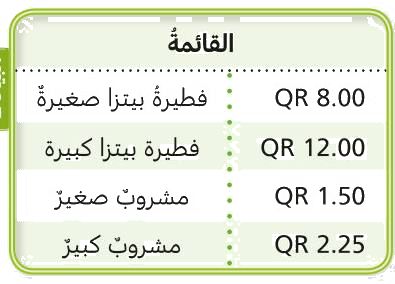 القائمةُ
فطيرةُ بيتزا صغيرةٌ QR 8.00
فطيرة بيتزا كبيرة QR 12.00
مشروبٌ صغيرٌ QR 1.50
مشروبٌ كبيرٌ QR 2.25